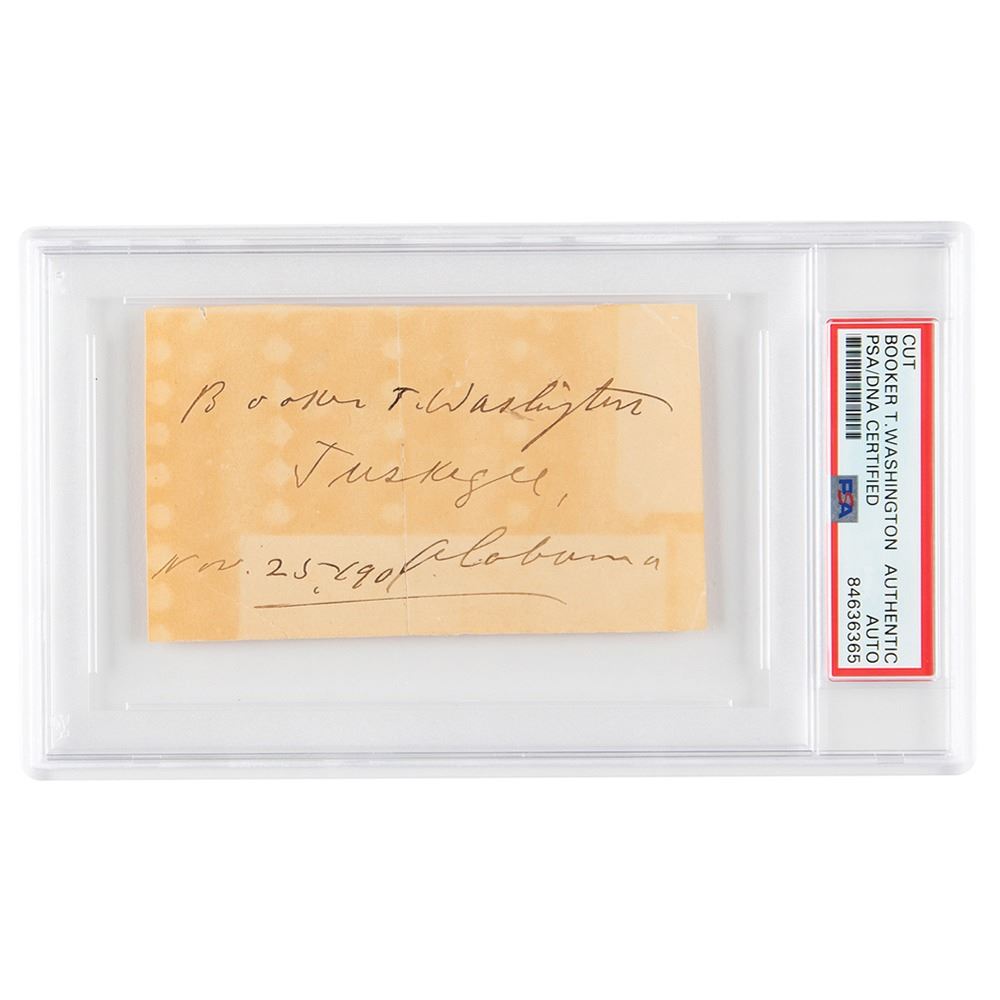 Booker T. Washington
Tuskegee,
Alabama
Nov. 25, 1901
CUT
BOOKER T. WASHINGTON AUTHENTIC
PSA/DNA CERTIFIED AUTO
84636365
PSA